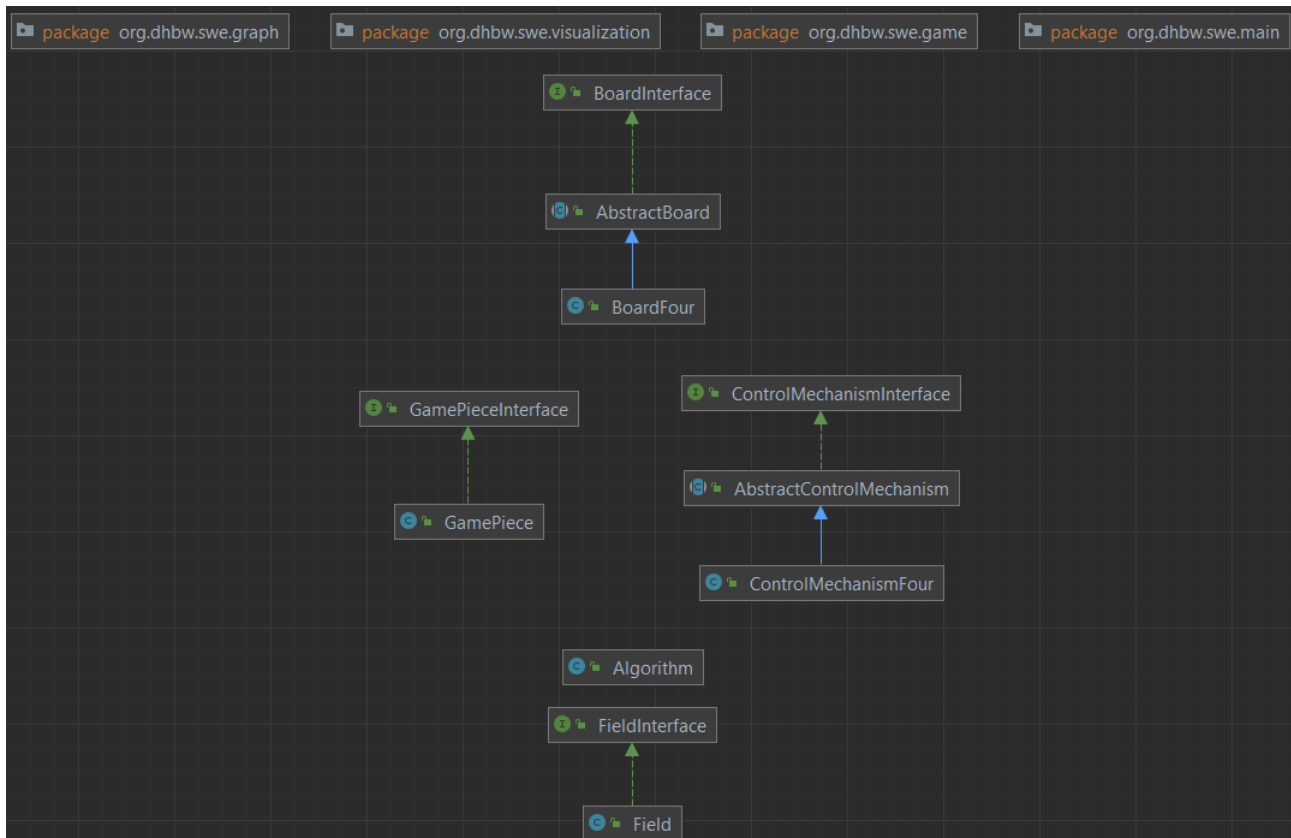 package org.dhbw.swe.graph
package org.dhbw.swe.visualization
package org.dhbw.swe.game
package org.dhbw.swe.main
BoardInterface
AbstractBoard
BoardFour
GamePieceInterface
ControlMechanismInterface
AbstractControlMechanism
GamePiece
ControlMechanismFour
Algorithm
FieldInterface
Field